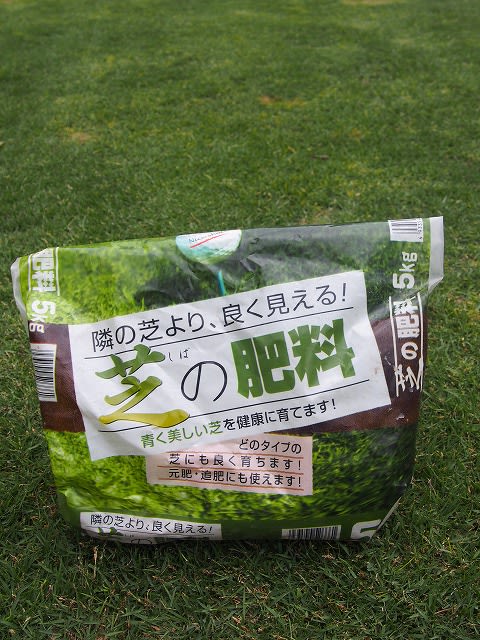 肥料 5kg
隣の芝より、良く見える!
しば
芝の肥料
青く美しい芝を健康に育てます!
どのタイプの
芝にも良く育ちます!
元肥・追肥にも使えます!
芝の肥料 5kg
隣の芝より、良く見える!